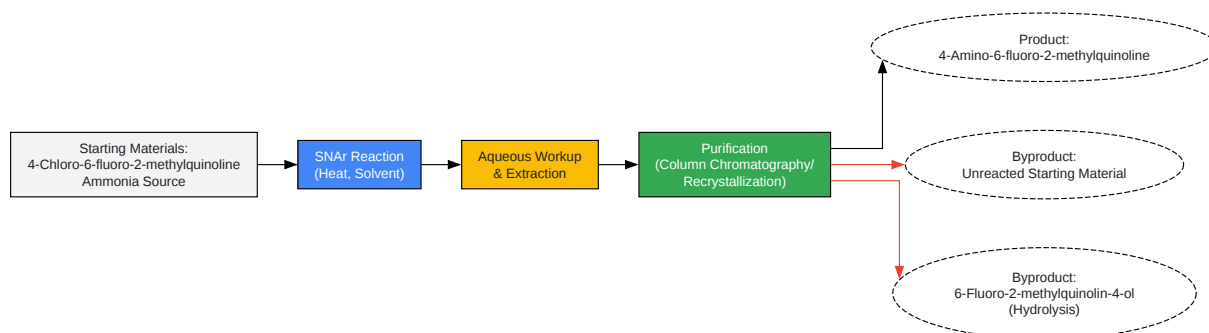 Starting Materials:
4-Chloro-6-fluoro-2-methylquinoline
Ammonia Source
SNAr Reaction
(Heat, Solvent)
Aqueous Workup
& Extraction
Purification
(Column Chromatography/
Recrystallization)
Product:
4-Amino-6-fluoro-2-methylquinoline
Byproduct:
Unreacted Starting Material
Byproduct:
6-Fluoro-2-methylquinolin-4-ol
(Hydrolysis)